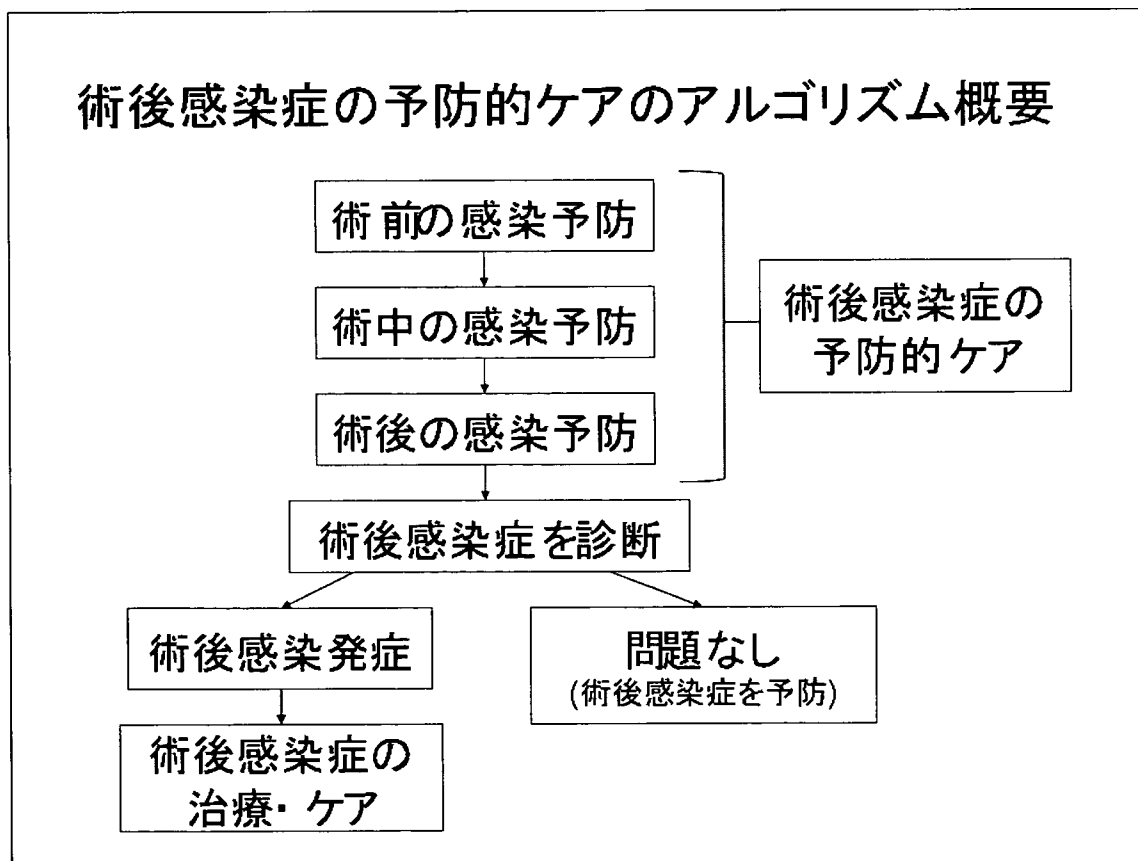 術後感染症の予防的ケアのアルゴリズム概要
術前の感染予防
術中の感染予防
術後の感染予防
術後感染症の
予防的ケア
術後感染症を診断
術後感染発症
問題なし
(術後感染症を予防)
術後感染症の
治療・ケア